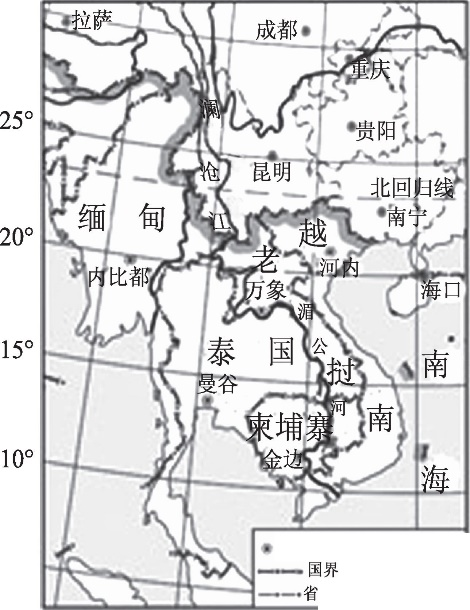 拉萨
成都
重庆
25°
澜
沧
江
贵阳
昆明
北回归线
南宁
缅 甸
20°
越
老
河内
内比都
万象
海口
湄
15°
泰 国
公
挝
南
曼谷
河
柬埔寨
南
10°
金边
海
国界
省